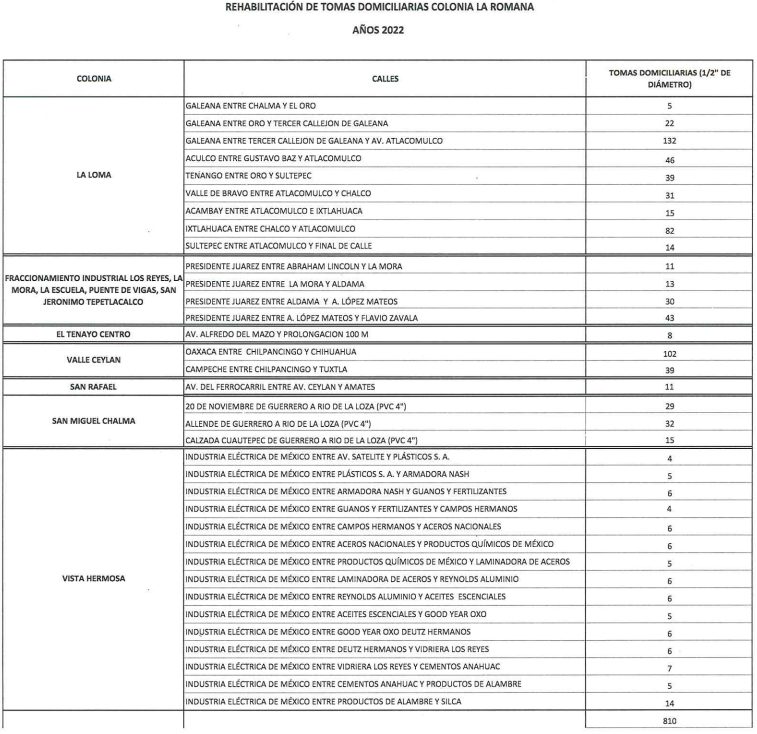 REHABILITACIÓN DE TOMAS DOMICILIARIAS COLONIA LA ROMANA
AÑOS 2022
COLONIA CALLES TOMAS DOMICILIARIAS (1/2" DE DIÁMETRO)
LA LOMA
GALEANA ENTRE CHALMA Y EL ORO 5
GALEANA ENTRE ORO Y TERCER CALLEJON DE GALEANA 22
GALEANA ENTRE TERCER CALLEJON DE GALEANA Y AV. ATLACOMULCO 132
ACULCO ENTRE GUSTAVO BAZ Y ATLACOMULCO 46
TENANGO ENTRE ORO Y SULTEPEC 39
VALLE DE BRAVO ENTRE ATLACOMULCO Y CHALCO 31
ACAMBAY ENTRE ATLACOMULCO E IXTLAHUACA 15
IXTLAHUACA ENTRE CHALCO Y ATLACOMULCO 82
SULTEPEC ENTRE ATLACOMULCO Y FINAL DE CALLE 14
FRACCIONAMIENTO INDUSTRIAL LOS REYES, LA
MORA, LA ESCUELA, PUENTE DE VIGAS, SAN
JERONIMO TEPETLACALCO
PRESIDENTE JUAREZ ENTRE ABRAHAM LINCOLN Y LA MORA 11
PRESIDENTE JUAREZ ENTRE LA MORA Y ALDAMA 13
PRESIDENTE JUAREZ ENTRE ALDAMA Y A. LÓPEZ MATEOS 30
PRESIDENTE JUAREZ ENTRE A. LÓPEZ MATEOS Y FLAVIO ZAVALA 43
EL TENAYO CENTRO AV. ALFREDO DEL MAZO Y PROLONGACION 100 M 8
VALLE CEYLAN
OAXACA ENTRE CHILPANCINGO Y CHIHUAHUA 102
CAMPECHE ENTRE CHILPANCINGO Y TUXTLA 39
SAN RAFAEL AV. DEL FERROCARRIL ENTRE AV. CEYLAN Y AMATES 11
SAN MIGUEL CHALMA
20 DE NOVIEMBRE DE GUERRERO A RIO DE LA LOZA (PVC 4") 29
ALLENDE DE GUERRERO A RIO DE LA LOZA (PVC 4") 32
CALZADA CUAUTEPEC DE GUERRERO A RIO DE LA LOZA (PVC 4") 15
VISTA HERMOSA
INDUSTRIA ELÉCTRICA DE MÉXICO ENTRE AV. SATELITE Y PLÁSTICOS S. A. 4
INDUSTRIA ELÉCTRICA DE MÉXICO ENTRE PLÁSTICOS S. A. Y ARMADORA NASH 5
INDUSTRIA ELÉCTRICA DE MÉXICO ENTRE ARMADORA NASH Y GUANOS Y FERTILIZANTES 6
INDUSTRIA ELÉCTRICA DE MÉXICO ENTRE GUANOS Y FERTILIZANTES Y CAMPOS HERMANOS 4
INDUSTRIA ELÉCTRICA DE MÉXICO ENTRE CAMPOS HERMANOS Y ACEROS NACIONALES 6
INDUSTRIA ELÉCTRICA DE MÉXICO ENTRE ACEROS NACIONALES Y PRODUCTOS QUÍMICOS DE MÉXICO 6
INDUSTRIA ELÉCTRICA DE MÉXICO ENTRE PRODUCTOS QUÍMICOS DE MÉXICO Y LAMINADORA DE ACEROS 5
INDUSTRIA ELÉCTRICA DE MÉXICO ENTRE LAMINADORA DE ACEROS Y REYNOLDS ALUMINIO 6
INDUSTRIA ELÉCTRICA DE MÉXICO ENTRE REYNOLDS ALUMINIO Y ACEITES ESCENCIALES 6
INDUSTRIA ELÉCTRICA DE MÉXICO ENTRE ACEITES ESCENCIALES Y GOOD YEAR OXO 5
INDUSTRIA ELÉCTRICA DE MÉXICO ENTRE GOOD YEAR OXO DEUTZ HERMANOS 6
INDUSTRIA ELÉCTRICA DE MÉXICO ENTRE DEUTZ HERMANOS Y VIDRIERA LOS REYES 6
INDUSTRIA ELÉCTRICA DE MÉXICO ENTRE VIDRIERA LOS REYES Y CEMENTOS ANAHUAC 7
INDUSTRIA ELÉCTRICA DE MÉXICO ENTRE CEMENTOS ANAHUAC Y PRODUCTOS DE ALAMBRE 5
INDUSTRIA ELÉCTRICA DE MÉXICO ENTRE PRODUCTOS DE ALAMBRE Y SILCA 14
810